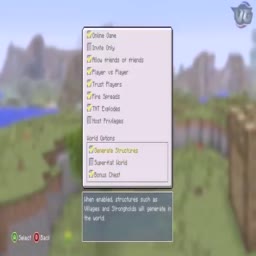 Online Game
Invite Only
Allow friends of friends
Player vs Player
Trust Players
Fire Spreads
TNT Explodes
Host Privileges
World Options
Generate Structures
Superflat World
Bonus Chest
When enabled, structures such as
Villages and Strongholds will generate in
the world.
Select
Back